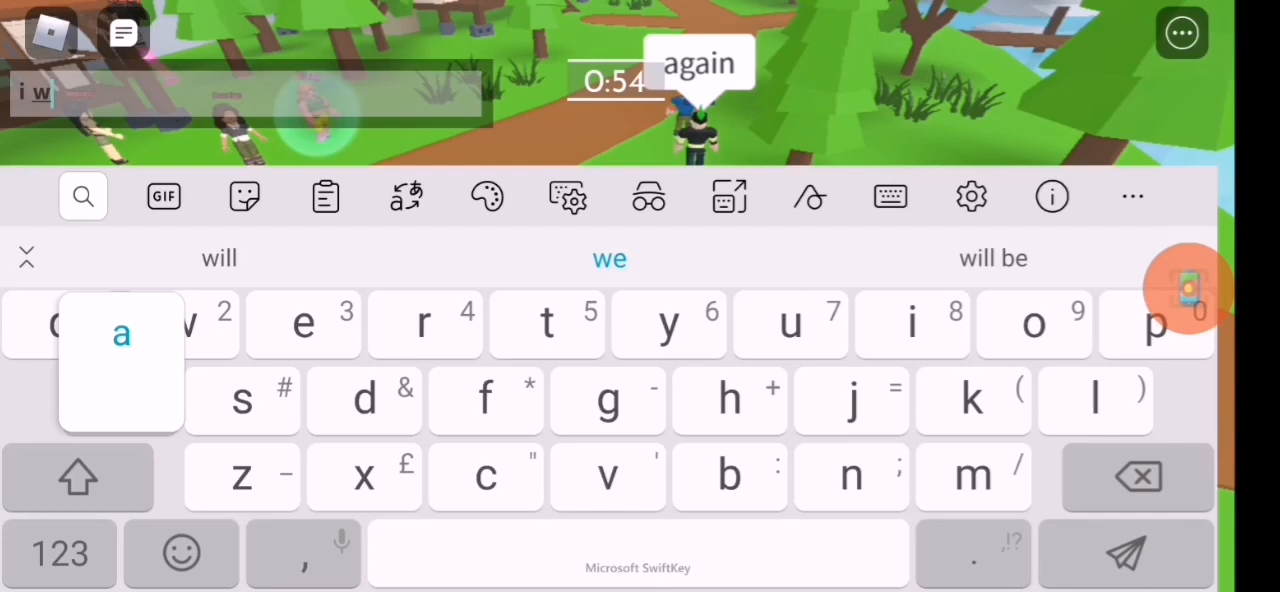 again
0:54
i w
GIF
will we will be
w 2 e 3 r 4 t 5 y 6 u 7 i 8 o 9 p 0
a s # d & f * g - h + j = k ( l )
z - x £ c " v ' b : n ; m /
123 , . ,!?
Microsoft SwiftKey